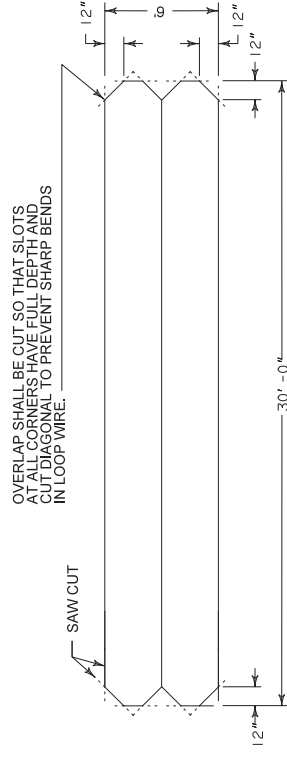 OVERLAP SHALL BE CUT SO THAT SLOTS
AT ALL CORNERS HAVE FULL DEPTH AND
CUT DIAGONAL TO PREVENT SHARP BENDS
IN LOOP WIRE.
SAW CUT
12"
6'
12"
12"
30'-0"
12"